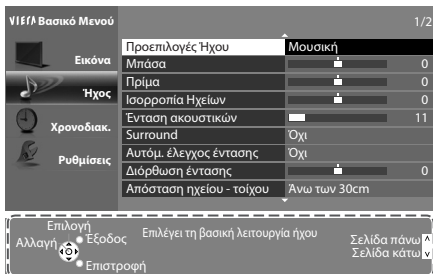 VIErA Βασικό Μενού 1/2
Εικόνα
Ήχος
Χρονοδιακ.
Ρυθμίσεις
Προεπιλογές Ήχου Μουσική
Μπάσα 0
Πρίμα 0
Ισορροπία Ηχείων 0
Ένταση ακουστικών 11
Surround Όχι
Αυτόμ. έλεγχος έντασης Όχι
Διόρθωση έντασης 0
Απόσταση ηχείου - τοίχου Άνω των 30cm
Επιλογή
Αλλαγή Έξοδος
Επιστροφή
Επιλέγει τη βασική λειτουργία ήχου
Σελίδα πάνω
Σελίδα κάτω